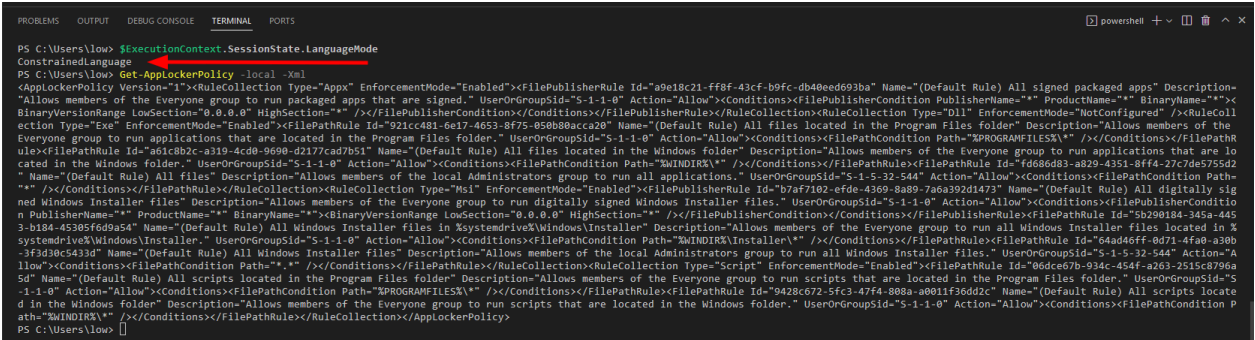 PROBLEMS OUTPUT DEBUG CONSOLE TERMINAL PORTS powershell
PS C:\Users\low> $ExecutionContext.SessionState.LanguageMode
ConstrainedLanguage
PS C:\Users\low> Get-AppLockerPolicy -local -Xml
<AppLockerPolicy Version="1"><RuleCollection Type="Appx" EnforcementMode="Enabled"><FilePublisherRule Id="a9e18c21-ff8f-43cf-b9fc-db40eed693ba" Name="(Default Rule) All signed packaged apps" Description=
"Allows members of the Everyone group to run packaged apps that are signed." UserOrGroupSid="S-1-1-0" Action="Allow"><Conditions><FilePublisherCondition PublisherName="*" ProductName="*" BinaryName="*"><
BinaryVersionRange LowSection="0.0.0.0" HighSection="*" /></FilePublisherCondition></Conditions></FilePublisherRule></RuleCollection><RuleCollection Type="Dll" EnforcementMode="NotConfigured" /><RuleColl
ection Type="Exe" EnforcementMode="Enabled"><FilePathRule Id="921cc481-6e17-4653-8f75-050b80acca20" Name="(Default Rule) All files located in the Program Files folder" Description="Allows members of the
Everyone group to run applications that are located in the Program Files folder." UserOrGroupSid="S-1-1-0" Action="Allow"><Conditions><FilePathCondition Path="%PROGRAMFILES%\*" /></Conditions></FilePathR
ule><FilePathRule Id="a61c8b2c-a319-4cd0-9690-d2177cad7b51" Name="(Default Rule) All files located in the Windows folder" Description="Allows members of the Everyone group to run applications that are lo
cated in the Windows folder." UserOrGroupSid="S-1-1-0" Action="Allow"><Conditions><FilePathCondition Path="%WINDIR%\*" /></Conditions></FilePathRule><FilePathRule Id="fd686d83-a829-4351-8ff4-27c7de5755d2
" Name="(Default Rule) All files" Description="Allows members of the local Administrators group to run all applications." UserOrGroupSid="S-1-5-32-544" Action="Allow"><Conditions><FilePathCondition Path=
"*" /></Conditions></FilePathRule></RuleCollection><RuleCollection Type="Msi" EnforcementMode="Enabled"><FilePublisherRule Id="b7af7102-efde-4369-8a89-7a6a392d1473" Name="(Default Rule) All digitally sig
ned Windows Installer files" Description="Allows members of the Everyone group to run digitally signed Windows Installer files." UserOrGroupSid="S-1-1-0" Action="Allow"><Conditions><FilePublisherConditio
n PublisherName="*" ProductName="*" BinaryName="*"><BinaryVersionRange LowSection="0.0.0.0" HighSection="*" /></FilePublisherCondition></Conditions></FilePublisherRule><FilePathRule Id="5b290184-345a-445
3-b184-45305f6d9a54" Name="(Default Rule) All Windows Installer files in %systemdrive%\Windows\Installer" Description="Allows members of the Everyone group to run all Windows Installer files located in %
systemdrive%\Windows\Installer." UserOrGroupSid="S-1-1-0" Action="Allow"><Conditions><FilePathCondition Path="%WINDIR%\Installer\*" /></Conditions></FilePathRule><FilePathRule Id="64ad46ff-0d71-4fa0-a30b
-3f3d30c5433d" Name="(Default Rule) All Windows Installer files" Description="Allows members of the local Administrators group to run all Windows Installer files." UserOrGroupSid="S-1-5-32-544" Action="A
llow"><Conditions><FilePathCondition Path="*.*" /></Conditions></FilePathRule></RuleCollection><RuleCollection Type="Script" EnforcementMode="Enabled"><FilePathRule Id="06dce67b-934c-454f-a263-2515c8796a
5d" Name="(Default Rule) All scripts located in the Program Files folder" Description="Allows members of the Everyone group to run scripts that are located in the Program Files folder." UserOrGroupSid="S
-1-1-0" Action="Allow"><Conditions><FilePathCondition Path="%PROGRAMFILES%\*" /></Conditions></FilePathRule><FilePathRule Id="9428c672-5fc3-47f4-808a-a0011f36dd2c" Name="(Default Rule) All scripts locate
d in the Windows folder" Description="Allows members of the Everyone group to run scripts that are located in the Windows folder." UserOrGroupSid="S-1-1-0" Action="Allow"><Conditions><FilePathCondition P
ath="%WINDIR%\*" /></Conditions></FilePathRule></RuleCollection></AppLockerPolicy>
PS C:\Users\low>